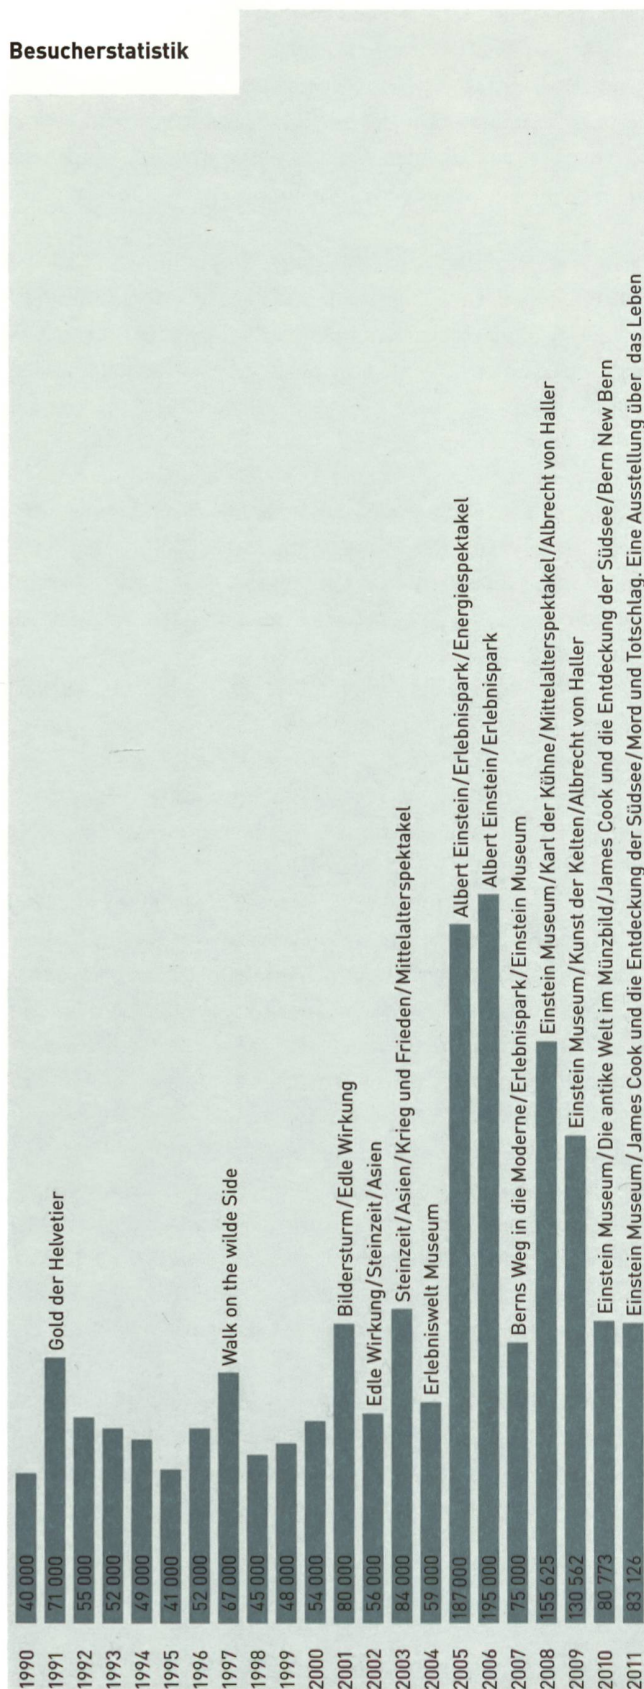 Besucherstatistik
1990 40 000
1991 71 000 Gold der Helvetier
1992 55 000
1993 52 000
1994 49 000
1995 41 000
1996 52 000
1997 67 000 Walk on the wilde Side
1998 45 000
1999 48 000
2000 54 000
2001 80 000 Bildersturm/Edle Wirkung
2002 56 000 Edle Wirkung/Steinzeit/Asien
2003 84 000 Steinzeit/Asien/Krieg und Frieden/Mittelalterspektakel
2004 59 000 Erlebniswelt Museum
2005 187 000 Albert Einstein/Erlebnispark/Energiespektakel
2006 195 000 Albert Einstein/Erlebnispark
2007 75 000 Berns Weg in die Moderne/Erlebnispark/Einstein Museum
2008 155 625 Einstein Museum/Karl der Kühne/Mittelalterspektakel/Albrecht von Haller
2009 130 562 Einstein Museum/Kunst der Kelten/Albrecht von Haller
2010 80 773 Einstein Museum/Die antike Welt im Münzbild/James Cook und die Entdeckung der Südsee/Bern New Bern
2011 83 126 Einstein Museum/James Cook und die Entdeckung der Südsee/Mord und Totschlag. Eine Ausstellung über das Leben